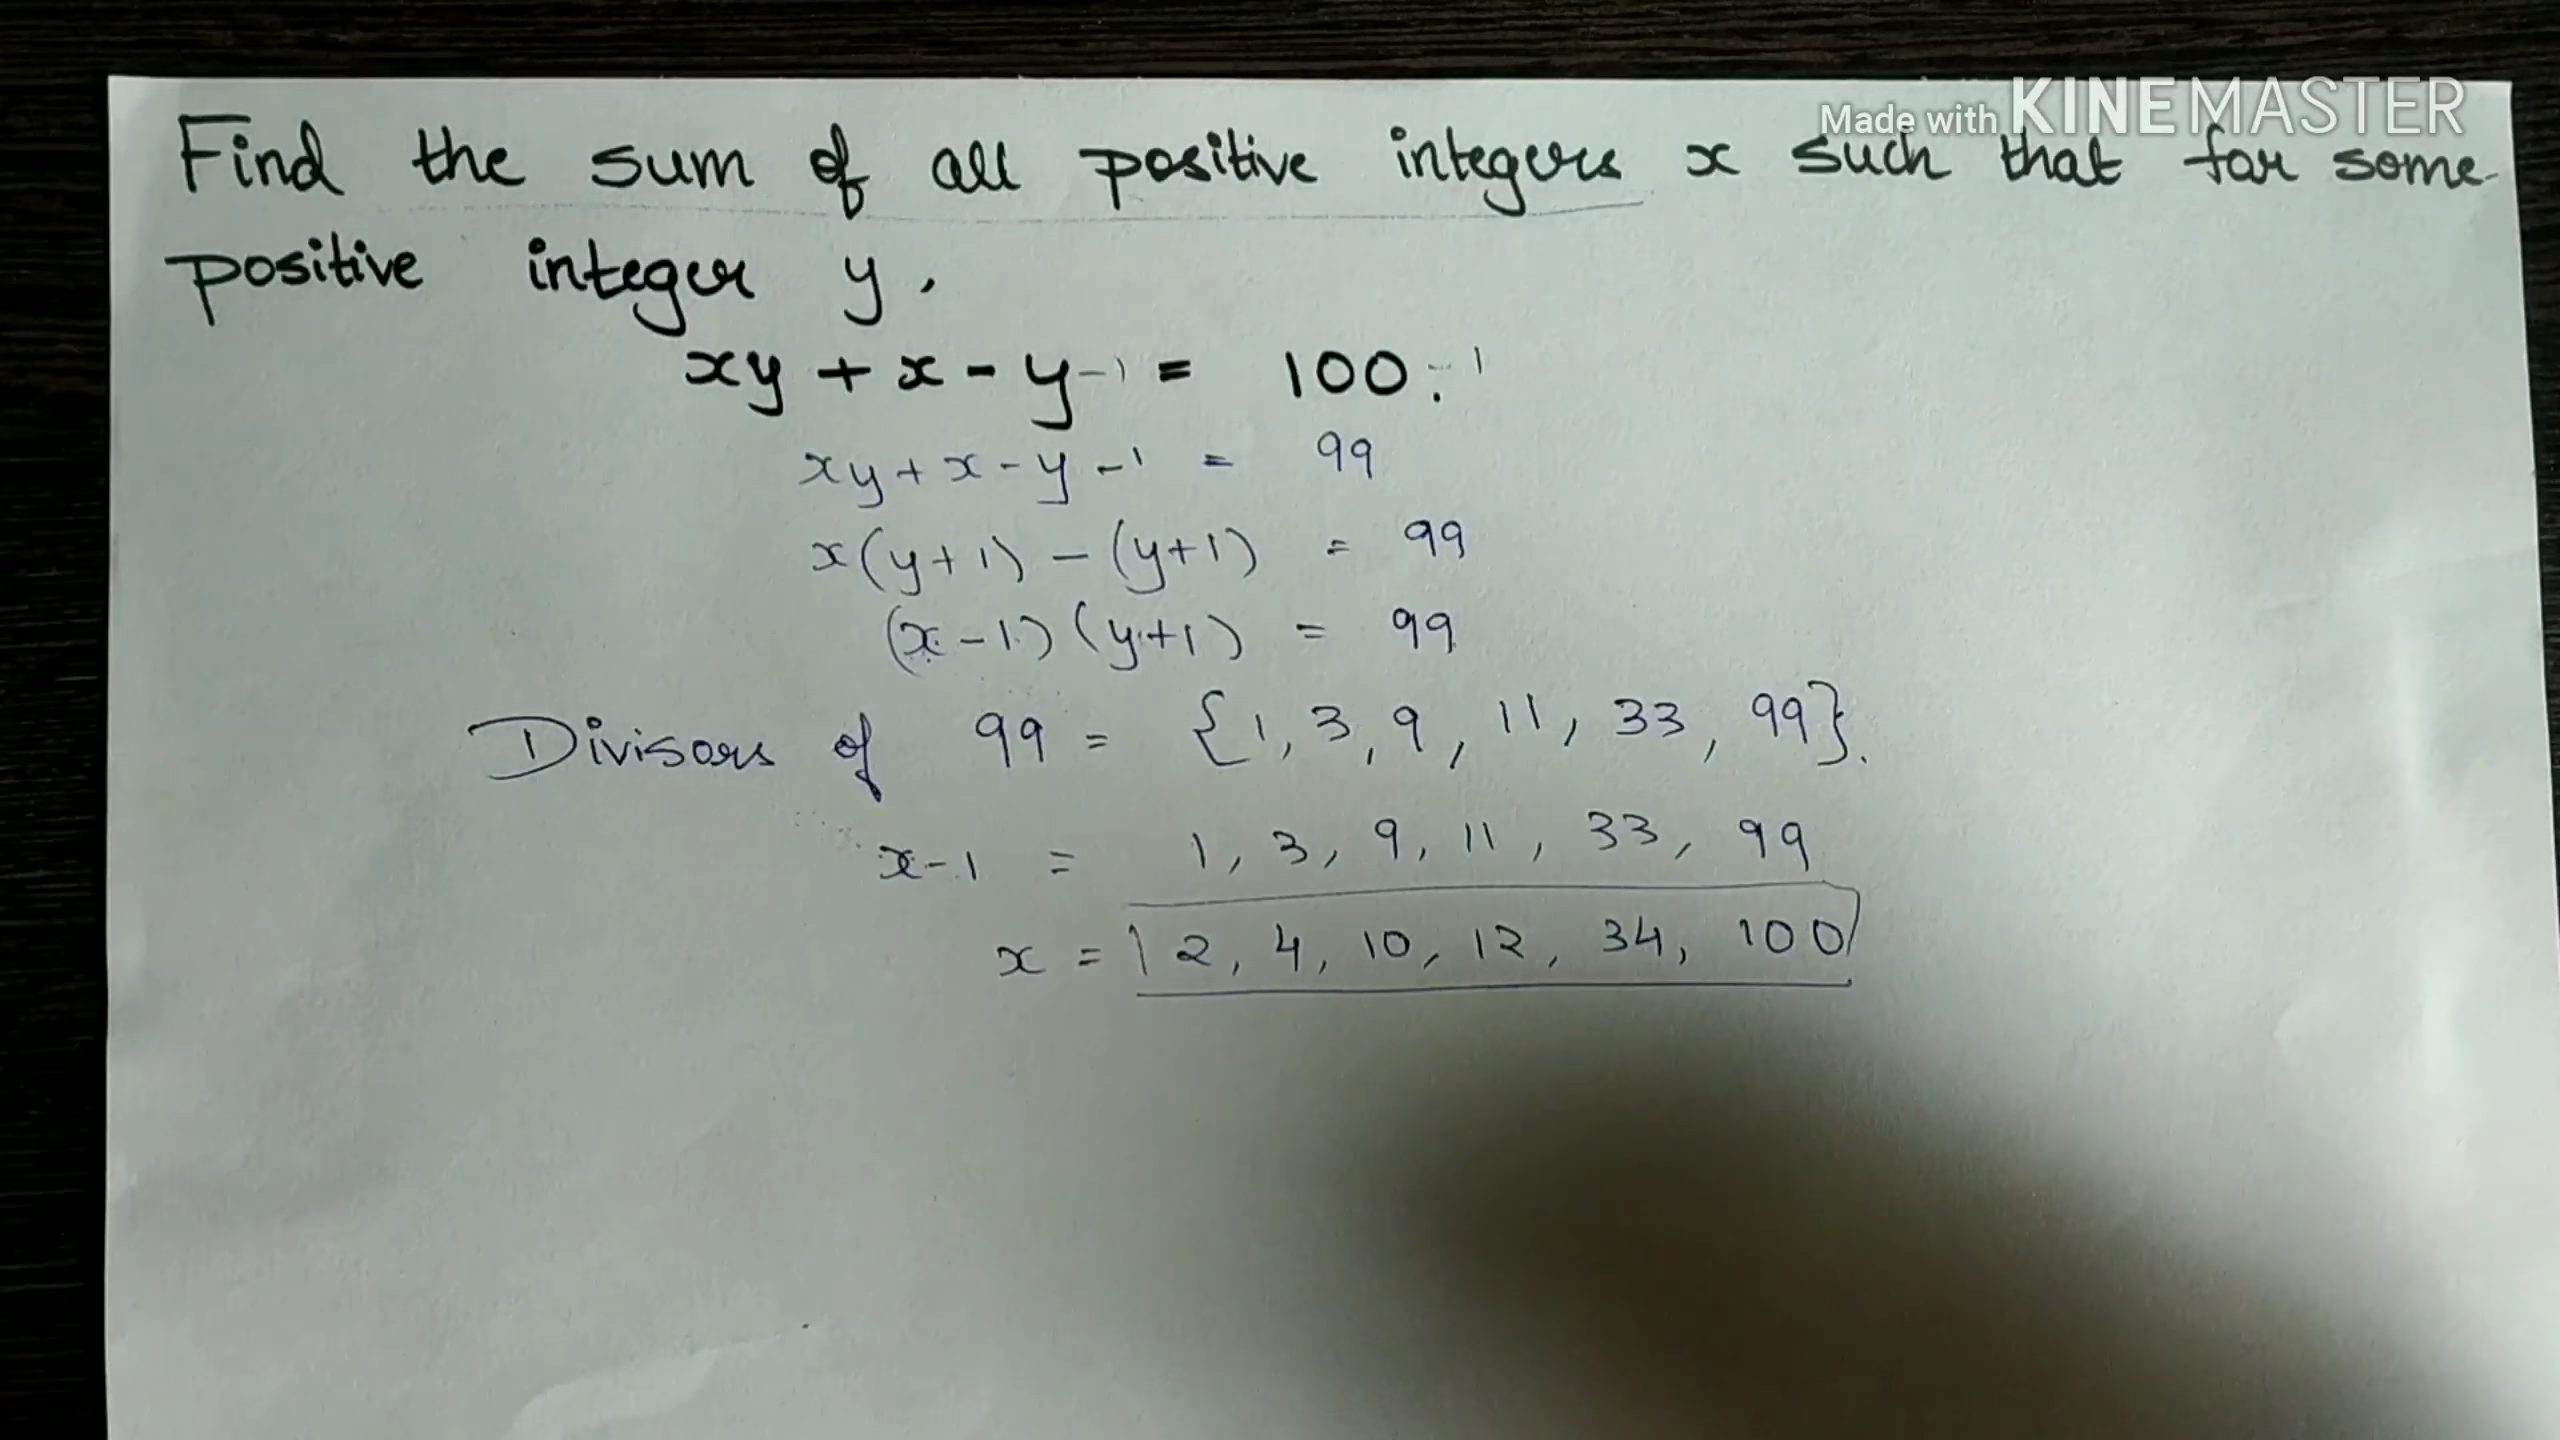 Made with KINEMASTER
Find the sum of all positive integers x such that for some
positive integer y.
xy + x - y - 1 = 100 - 1
xy + x - y - 1 = 99
x(y+1) - (y+1) = 99
(x-1)(y+1) = 99
Divisors of 99 = {1, 3, 9, 11, 33, 99}.
x-1 = 1, 3, 9, 11, 33, 99
x = 2, 4, 10, 12, 34, 100